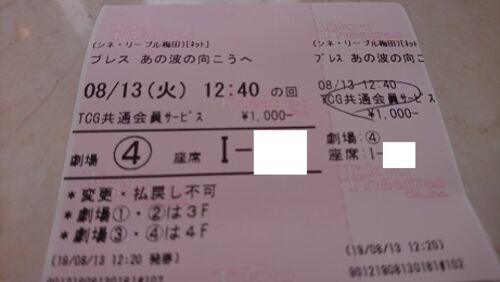 (シネ・リーブル梅田)[ネット]
ブレス あの波の向こうへ
08/13(火) 12:40 の回
TCG共通会員サービス ¥1,000-
劇場 ④ 座席 I-
*変更・払戻し不可
*劇場①・②は3F
*劇場③・④は4F
(19/08/13 12:20 発券)
90121908130161#102
(シネ・リーブル梅田)[ネット]
ブレス あの波の向こうへ
08/13 12:40
TCG共通会員サービス
¥1,000-
劇場:④
座席:I-
(19/08/13 12:20)
90121908130161#102